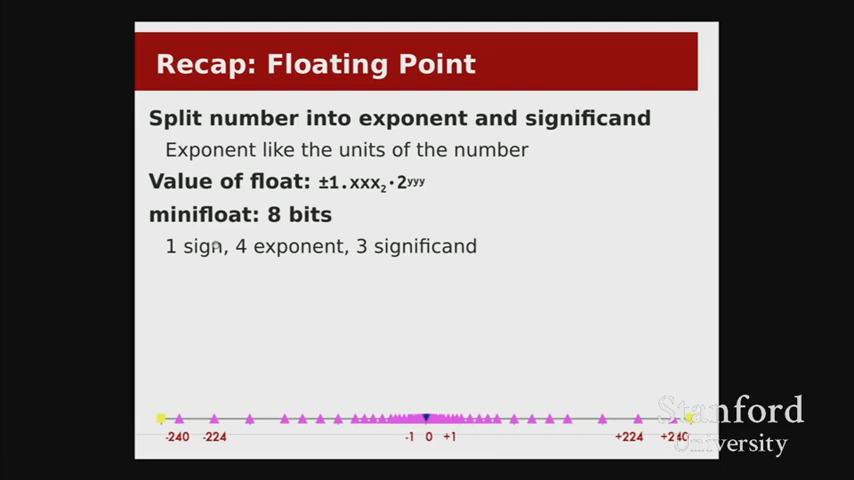 Recap: Floating Point
Split number into exponent and significand
Exponent like the units of the number
Value of float: ±1.xxx₂·2ʸʸʸ
minifloat: 8 bits
1 sign, 4 exponent, 3 significand
Stanford
University
-240 -224 -1 0 +1 +224 +240